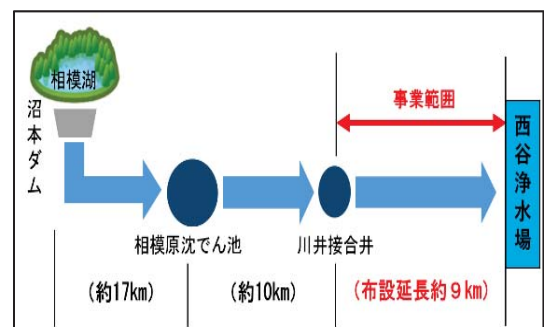 相模湖
沼本ダム
事業範囲
西谷浄水場
相模原沈でん池
川井接合井
(約17km)
(約10km)
(布設延長約９km)